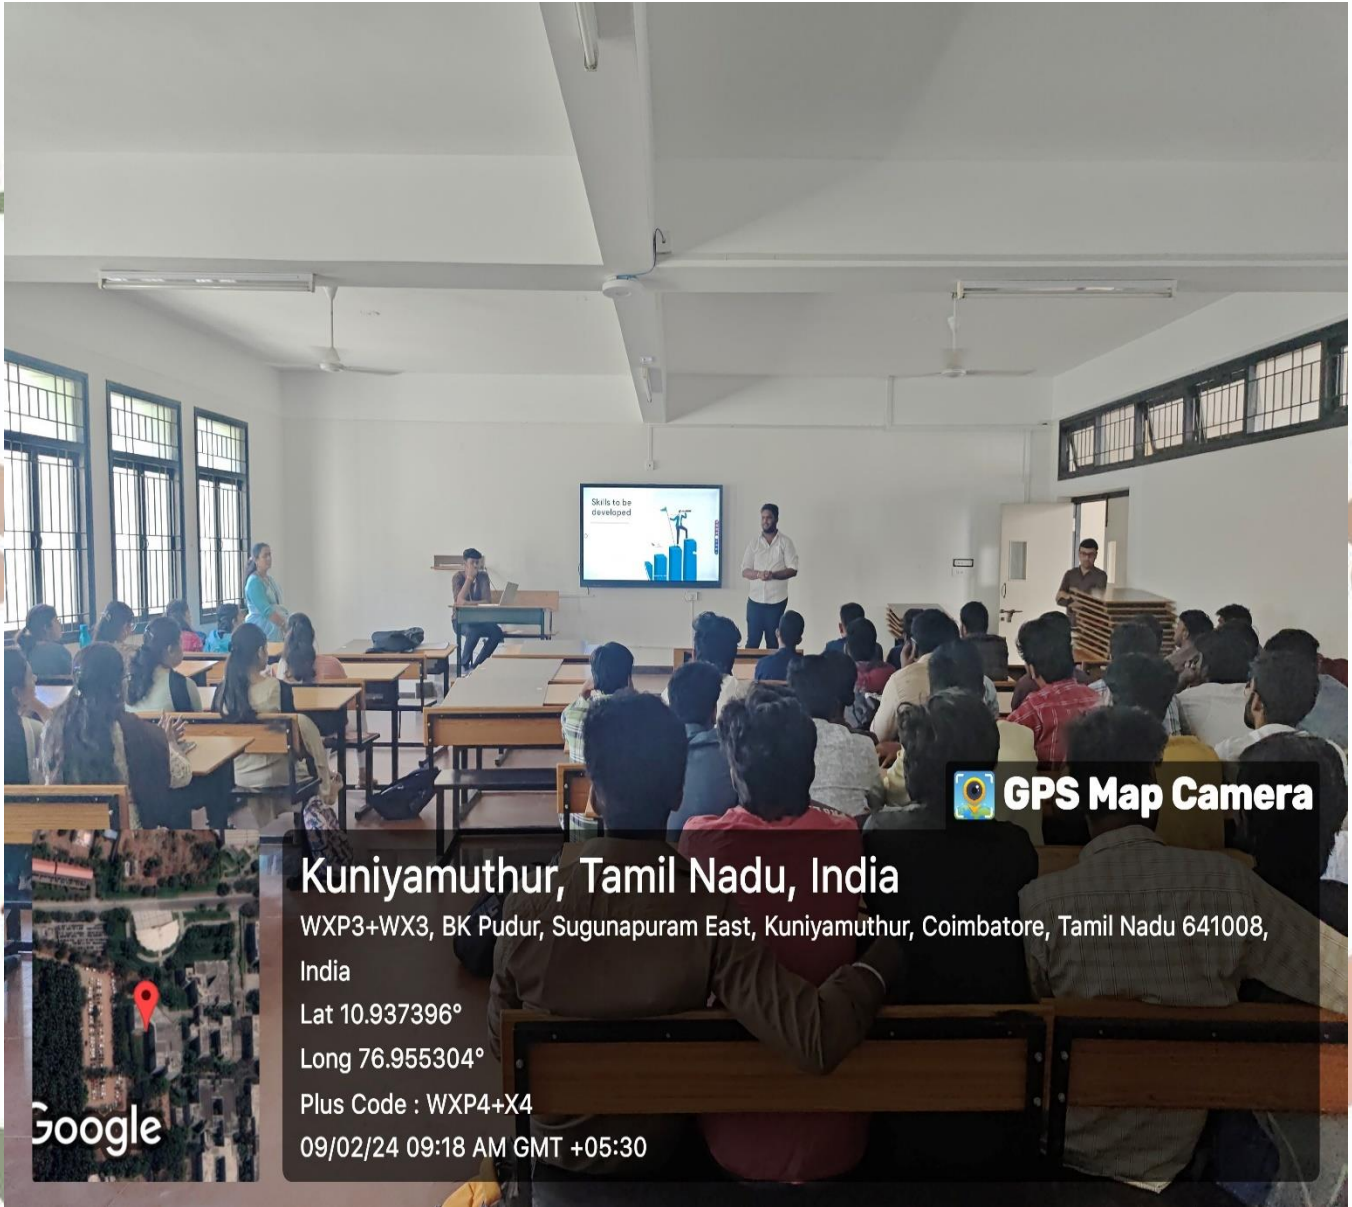 Skills to be
developed
GPS Map Camera
Kuniyamuthur, Tamil Nadu, India
WXP3+WX3, BK Pudur, Sugunapuram East, Kuniyamuthur, Coimbatore, Tamil Nadu 641008,
India
Lat 10.937396°
Long 76.955304°
Plus Code : WXP4+X4
09/02/24 09:18 AM GMT +05:30
Google